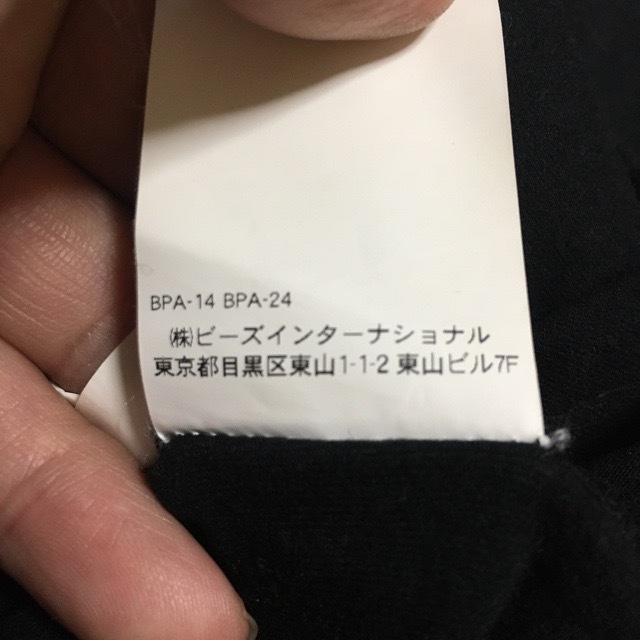 BPA-14 BPA-24
㈱ビーズインターナショナル
東京都目黒区東山1-1-2 東山ビル7F